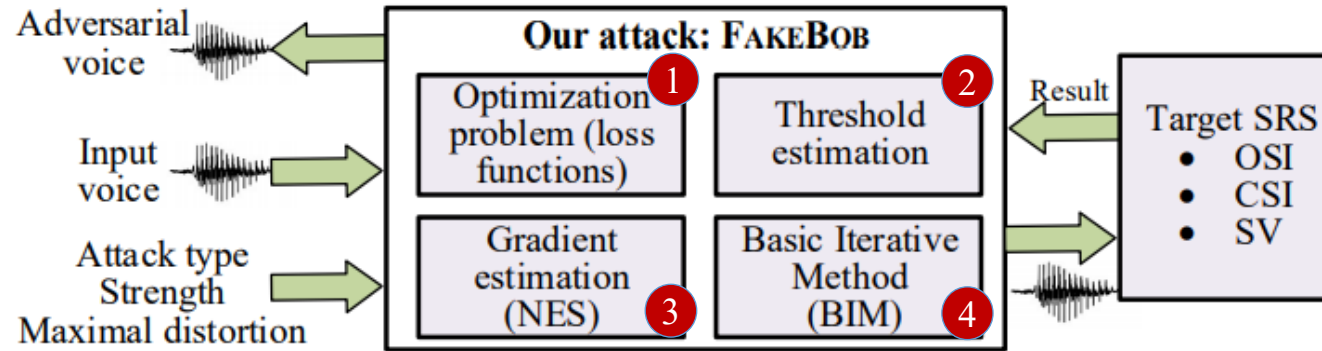 Adversarial
voice
Input
voice
Attack type
Strength
Maximal distortion
Our attack: FAKEBOB
1
Optimization
problem (loss
functions)
2
Threshold
estimation
3
Gradient
estimation
(NES)
4
Basic Iterative
Method
(BIM)
Result
Target SRS
• OSI
• CSI
• SV